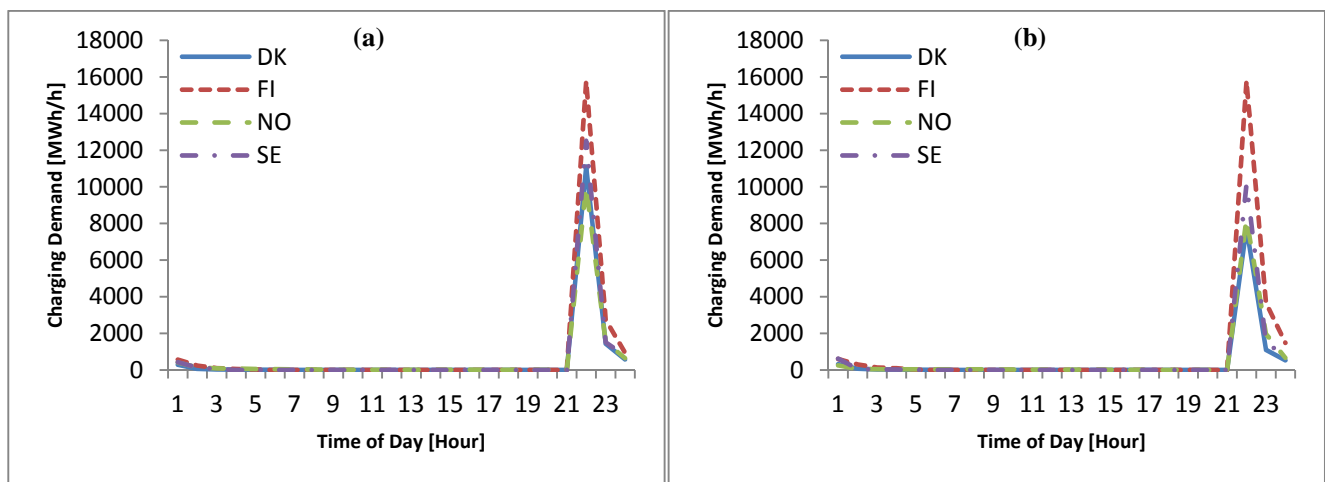 (a)
Charging Demand [MWh/h]
18000
16000
14000
12000
10000
8000
6000
4000
2000
0
DK
FI
NO
SE
1 3 5 7 9 11 13 15 17 19 21 23
Time of Day [Hour]
(b)
Charging Demand [MWh/h]
18000
16000
14000
12000
10000
8000
6000
4000
2000
0
DK
FI
NO
SE
1 3 5 7 9 11 13 15 17 19 21 23
Time of Day [Hour]